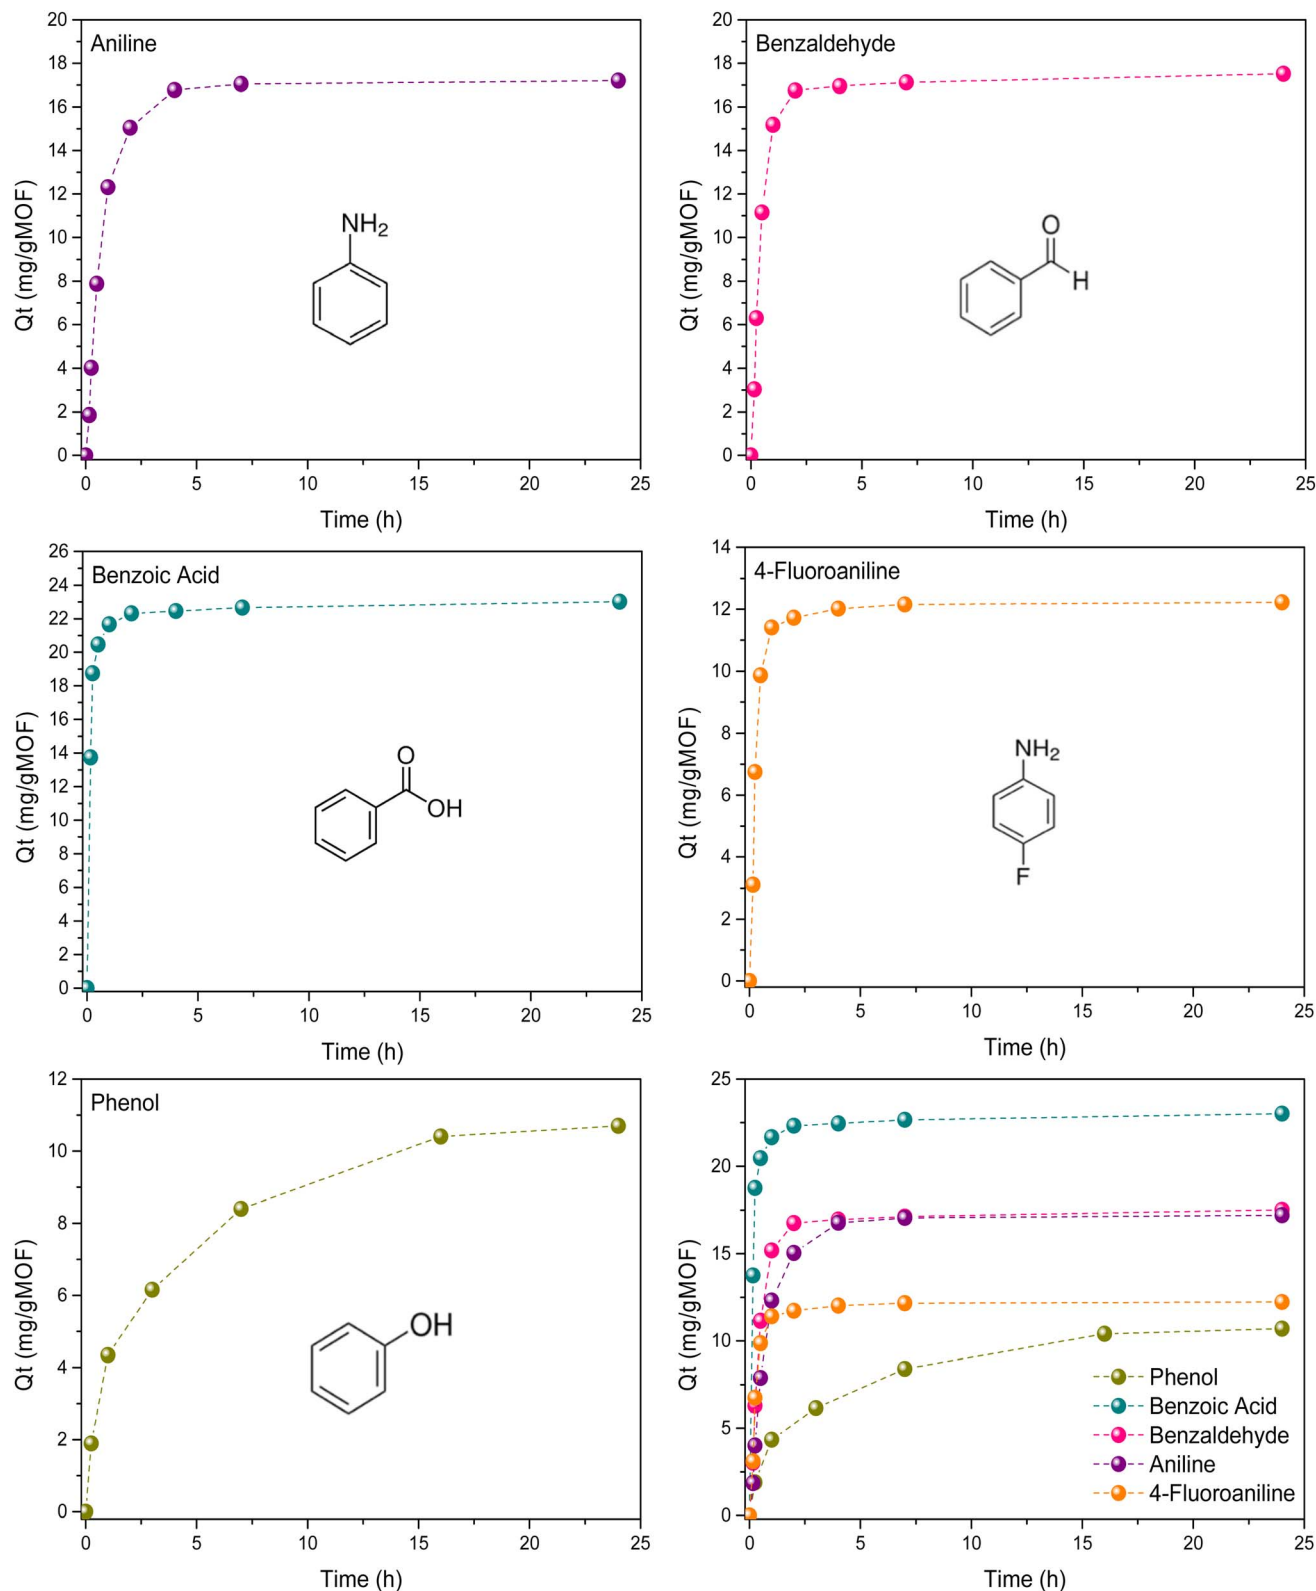 Aniline
20
18
16
14
12
10
8
6
4
2
0
Qt (mg/gMOF)
NH2
0 5 10 15 20 25
Time (h)
Benzaldehyde
20
18
16
14
12
10
8
6
4
2
0
Qt (mg/gMOF)
O
H
0 5 10 15 20 25
Time (h)
Benzoic Acid
26
24
22
20
18
16
14
12
10
8
6
4
2
0
Qt (mg/gMOF)
O
OH
0 5 10 15 20 25
Time (h)
4-Fluoroaniline
14
12
10
8
6
4
2
0
Qt (mg/gMOF)
NH2
F
0 5 10 15 20 25
Time (h)
Phenol
12
10
8
6
4
2
0
Qt (mg/gMOF)
OH
0 5 10 15 20 25
Time (h)
25
20
15
10
5
0
Qt (mg/gMOF)
Phenol
Benzoic Acid
Benzaldehyde
Aniline
4-Fluoroaniline
0 5 10 15 20 25
Time (h)